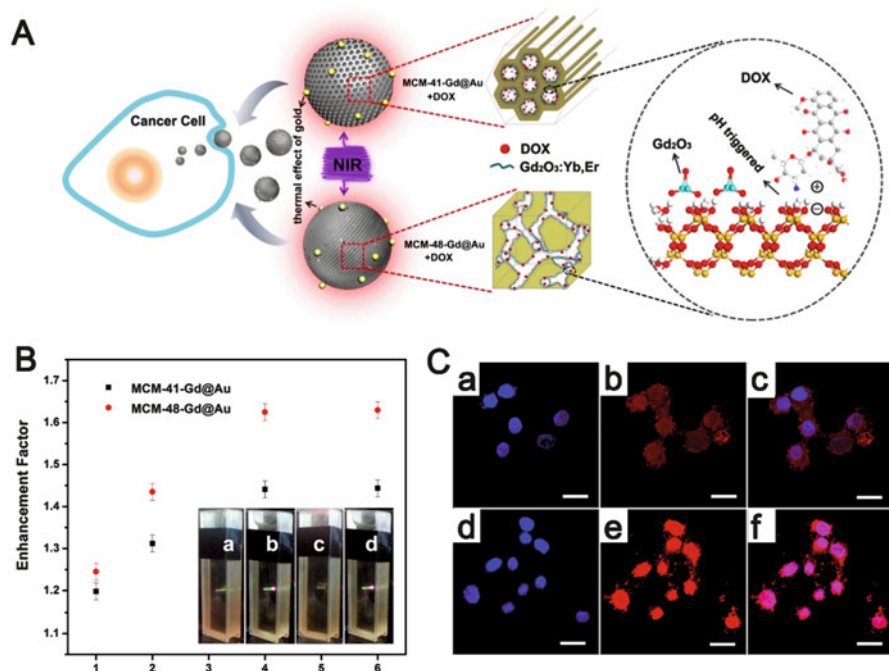 A
Cancer Cell
thermal effect of gold
NIR
MCM-41-Gd@Au
+DOX
MCM-48-Gd@Au
+DOX
DOX
Gd₂O₃:Yb,Er
DOX
pH triggered
Gd₂O₃
+
−
B
Enhancement Factor
1.7
1.6
1.5
1.4
1.3
1.2
1.1
MCM-41-Gd@Au
MCM-48-Gd@Au
a b c d
1 2 3 4 5 6
C
a b c
d e f